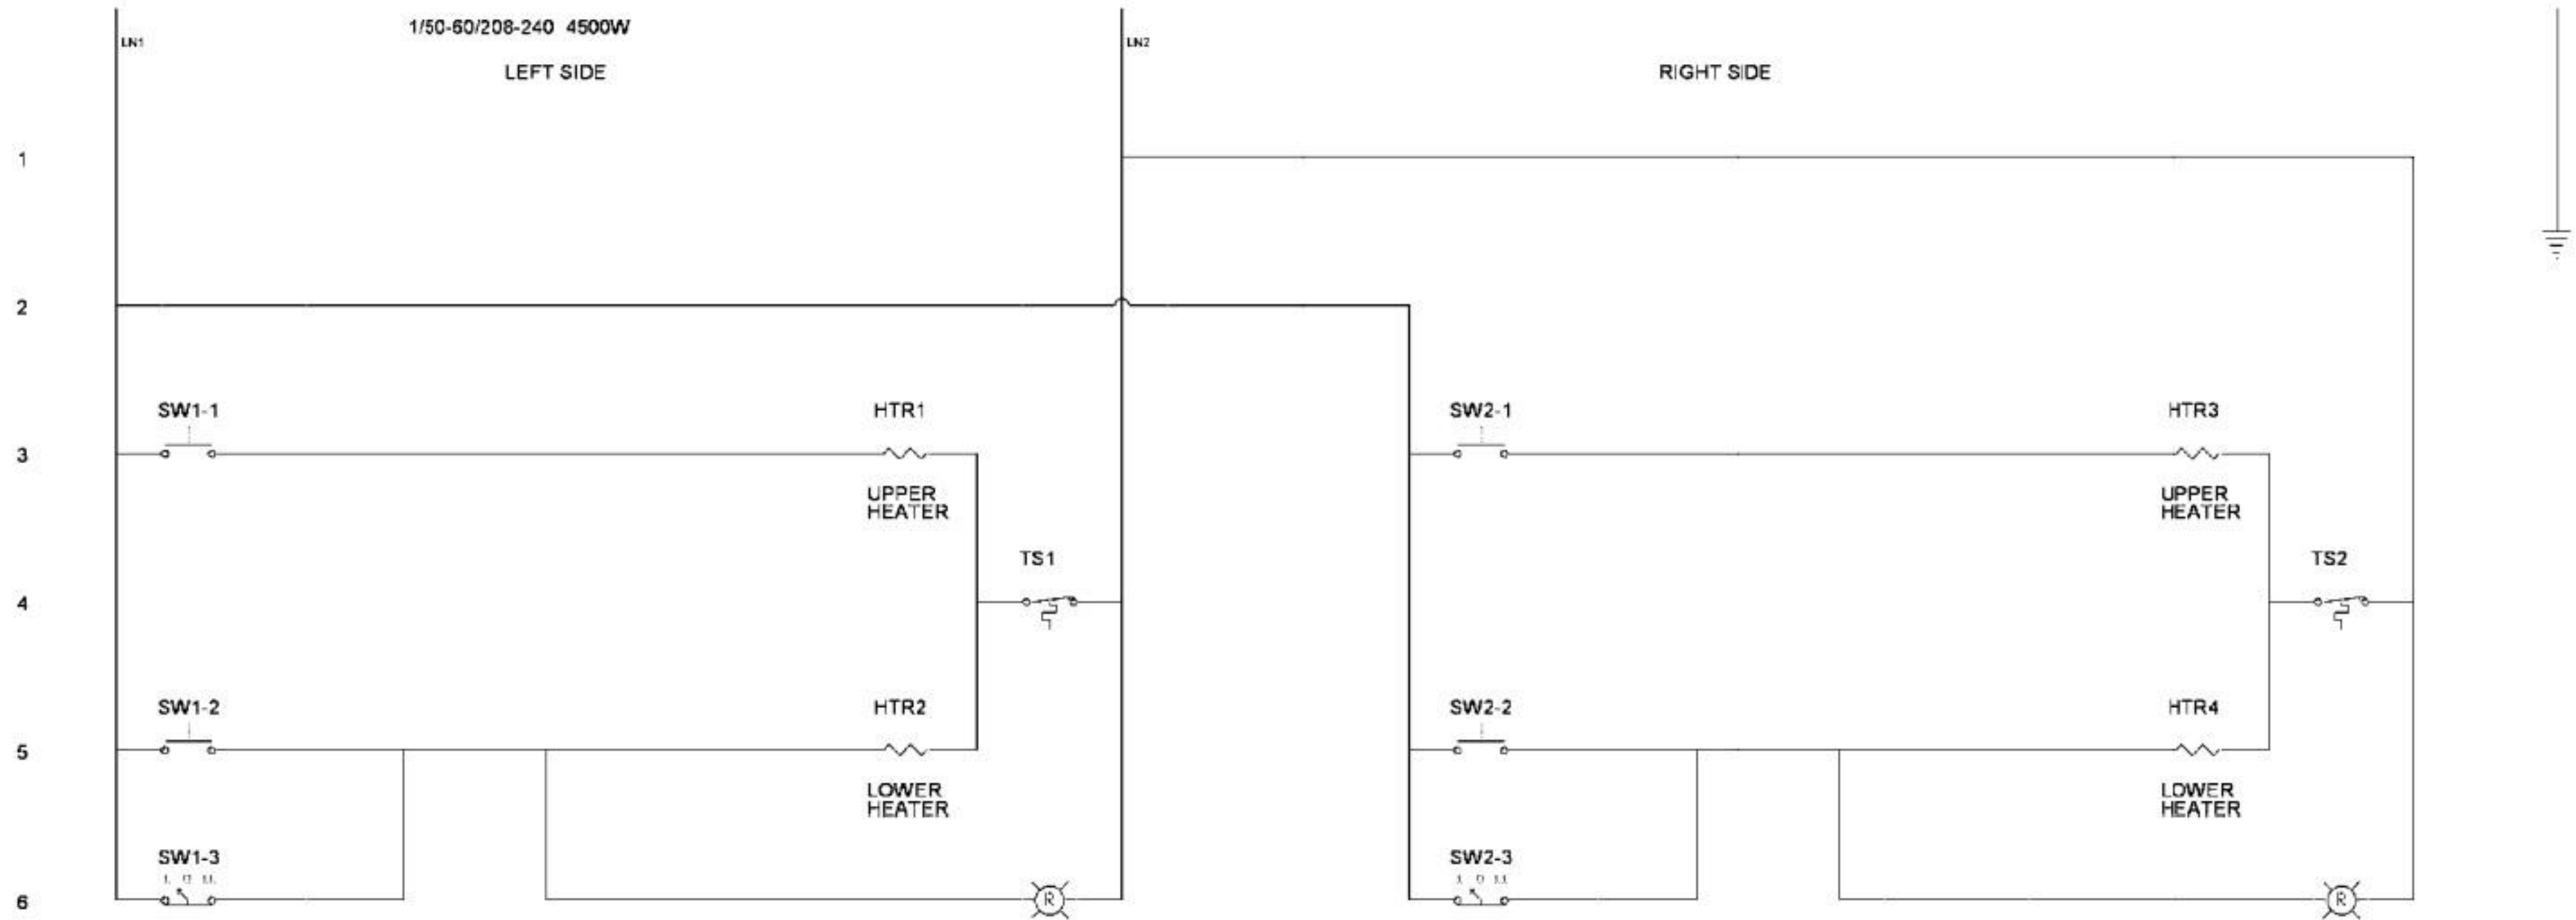 1/50-60/208-240 4500W
LN1
LN2
LEFT SIDE
RIGHT SIDE
1
2
SW1-1
HTR1
SW2-1
HTR3
3
UPPER
HEATER
UPPER
HEATER
TS1
TS2
4
SW1-2
HTR2
SW2-2
HTR4
5
LOWER
HEATER
LOWER
HEATER
SW1-3
SW2-3
6
R
R